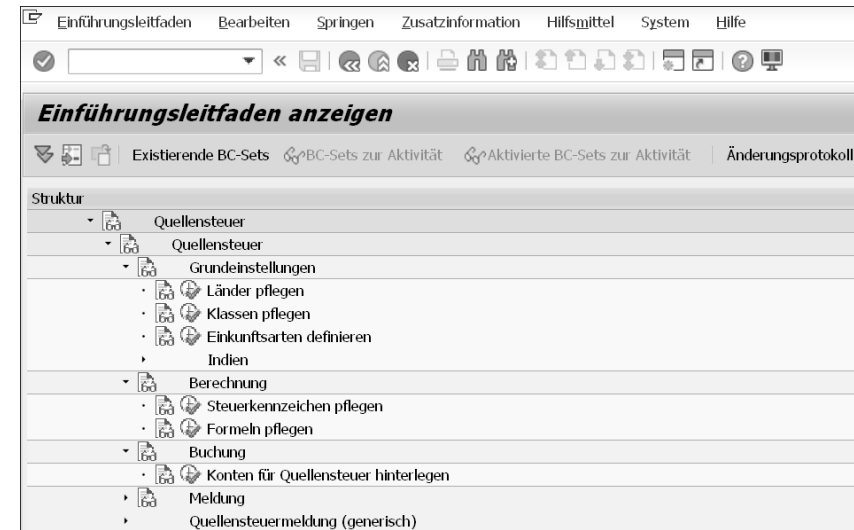 Einführungsleitfaden Bearbeiten Springen Zusatzinformation Hilfsmittel System Hilfe
Einführungsleitfaden anzeigen
Existierende BC-Sets BC-Sets zur Aktivität Aktivierte BC-Sets zur Aktivität Änderungsprotokoll
Struktur
Quellensteuer
Quellensteuer
Grundeinstellungen
Länder pflegen
Klassen pflegen
Einkunftsarten definieren
Indien
Berechnung
Steuerkennzeichen pflegen
Formeln pflegen
Buchung
Konten für Quellensteuer hinterlegen
Meldung
Quellensteuermeldung (generisch)